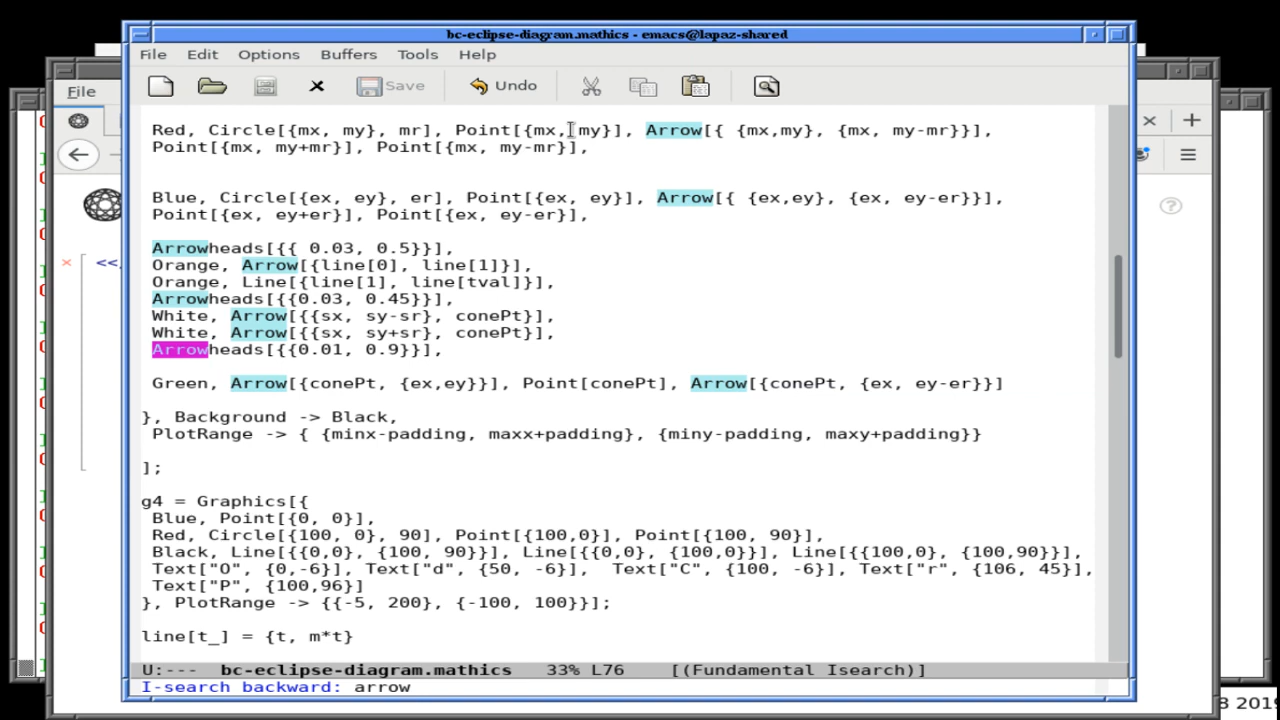 bc-eclipse-diagram.mathics - emacs@lapaz-shared
File Edit Options Buffers Tools Help
Save Undo
File
Red, Circle[{mx, my}, mr], Point[{mx, my}], Arrow[{ {mx,my}, {mx, my-mr}}],
Point[{mx, my+mr}], Point[{mx, my-mr}],
Blue, Circle[{ex, ey}, er], Point[{ex, ey}], Arrow[{ {ex,ey}, {ex, ey-er}}],
Point[{ex, ey+er}], Point[{ex, ey-er}],
Arrowheads[{{ 0.03, 0.5}}],
Orange, Arrow[{line[0], line[1]}],
Orange, Line[{line[1], line[tval]}],
Arrowheads[{{0.03, 0.45}}],
White, Arrow[{{sx, sy-sr}, conePt}],
White, Arrow[{{sx, sy+sr}, conePt}],
Arrowheads[{{0.01, 0.9}}],
Green, Arrow[{conePt, {ex,ey}}], Point[conePt], Arrow[{conePt, {ex, ey-er}}]
}, Background -> Black,
PlotRange -> { {minx-padding, maxx+padding}, {miny-padding, maxy+padding}}
];
g4 = Graphics[{
Blue, Point[{0, 0}],
Red, Circle[{100, 0}, 90], Point[{100,0}], Point[{100, 90}],
Black, Line[{{0,0}, {100, 90}}], Line[{{0,0}, {100,0}}], Line[{{100,0}, {100,90}}],
Text["O", {0,-6}], Text["d", {50, -6}], Text["C", {100, -6}], Text["r", {106, 45}],
Text["P", {100,96}]
}, PlotRange -> {{-5, 200}, {-100, 100}}];
line[t_] = {t, m*t}
U:--- bc-eclipse-diagram.mathics 33% L76 [(Fundamental Isearch)]
I-search backward: arrow
<<